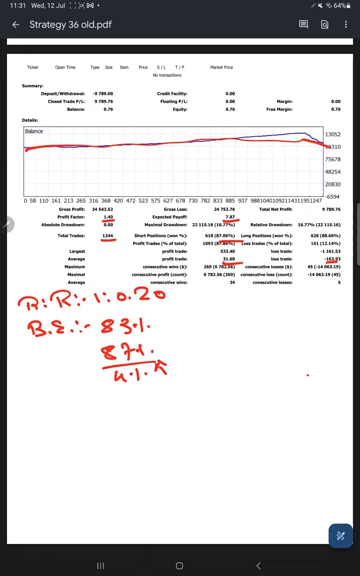 11:31 Wed, 12 Jul 64%
Strategy 36 old.pdf
Ticket Open Time Type Size Item Price S / L T / P Market Price
No transactions
Summary:
Deposit/Withdrawal: -9 789.00 Credit Facility: 0.00
Closed Trade P/L: 9 789.76 Floating P/L: 0.00 Margin: 0.00
Balance: 0.76 Equity: 0.76 Free Margin: 0.76
Details:
Balance
13052
75678
48254
20830
-6594
Gross Profit: 34 543.52 Gross Loss: 24 753.76 Total Net Profit: 9 789.76
Profit Factor: 1.40 Expected Payoff: 7.87
Absolute Drawdown: 0.00 Maximum Drawdown: 22 115.16 (16.77%) Relative Drawdown: 16.77% (22 115.16)
Total Trades: 1244 Short Positions (won %): 618 (87.06%) Long Positions (won %): 626 (88.66%)
Profit Trades (% of total): 1093 (87.86%) Loss trades (% of total): 151 (12.14%)
Largest profit trade: 533.40 loss trade: -1 161.53
Average profit trade: 31.60 loss trade: -163.93
Maximum consecutive wins ($): 269 (6 782.56) consecutive losses ($): 45 (-14 063.19)
Maximal consecutive profit (count): 6 782.56 (269) consecutive loss (count): -14 063.19 (45)
Average consecutive wins: 34 consecutive losses: 5
R:R:-1:0.20
B.E.:- 83%
87%
4%